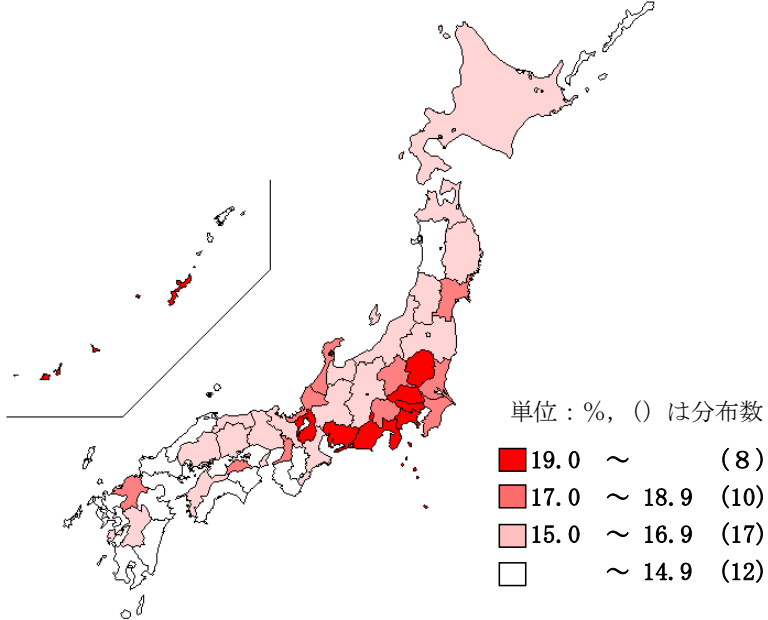 単位：％，（）は分布数
19.0 ～ （８）
17.0 ～ 18.9 （10）
15.0 ～ 16.9 （17）
～ 14.9 （12）